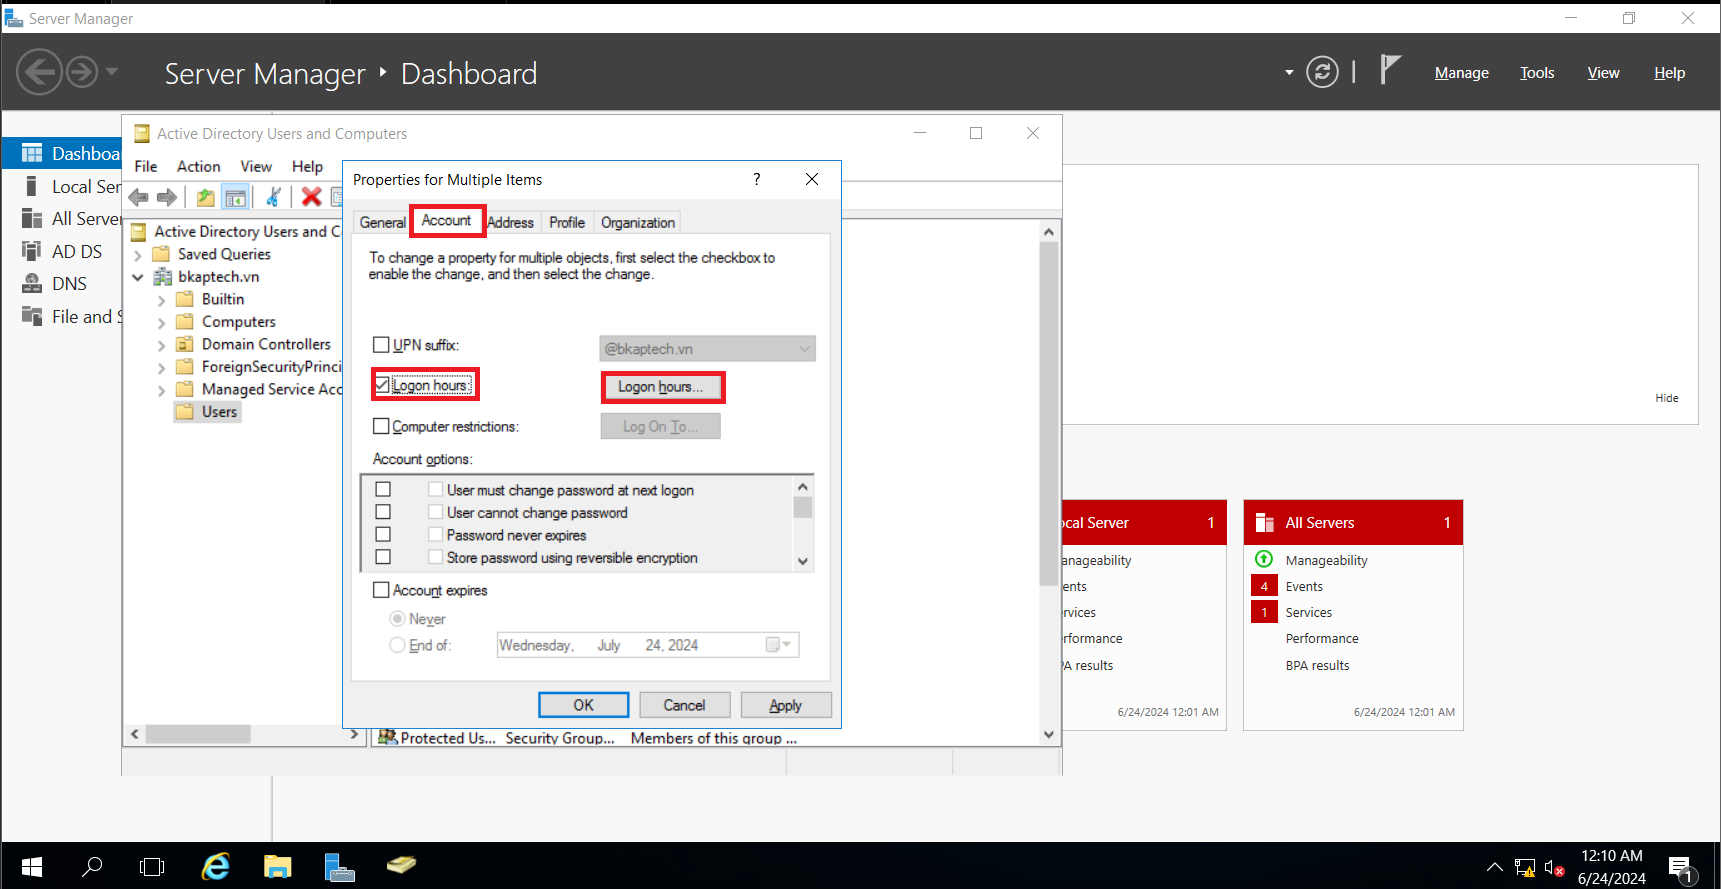 Server Manager
Server Manager
Dashboard
Manage
Tools
View
Help
Dashboa
Local Ser
All Server
AD DS
DNS
File and S
Active Directory Users and Computers
File
Action
View
Help
Active Directory Users and C
Saved Queries
bkaptech.vn
Builtin
Computers
Domain Controllers
ForeignSecurityPrinci
Managed Service Acc
Users
Properties for Multiple Items
?
General
Account
Address
Profile
Organization
To change a property for multiple objects, first select the checkbox to
enable the change, and then select the change.
UPN suffix:
@bkaptech.vn
Logon hours:
Logon hours...
Computer restrictions:
Log On To...
Account options:
User must change password at next logon
User cannot change password
Password never expires
Store password using reversible encryption
Account expires
Never
End of:
Wednesday, July 24, 2024
OK
Cancel
Apply
Protected Us...
Security Group...
Members of this group ...
Hide
ocal Server
1
anageability
ents
rvices
rformance
PA results
6/24/2024 12:01 AM
All Servers
1
Manageability
4
Events
1
Services
Performance
BPA results
6/24/2024 12:01 AM
12:10 AM
6/24/2024
1